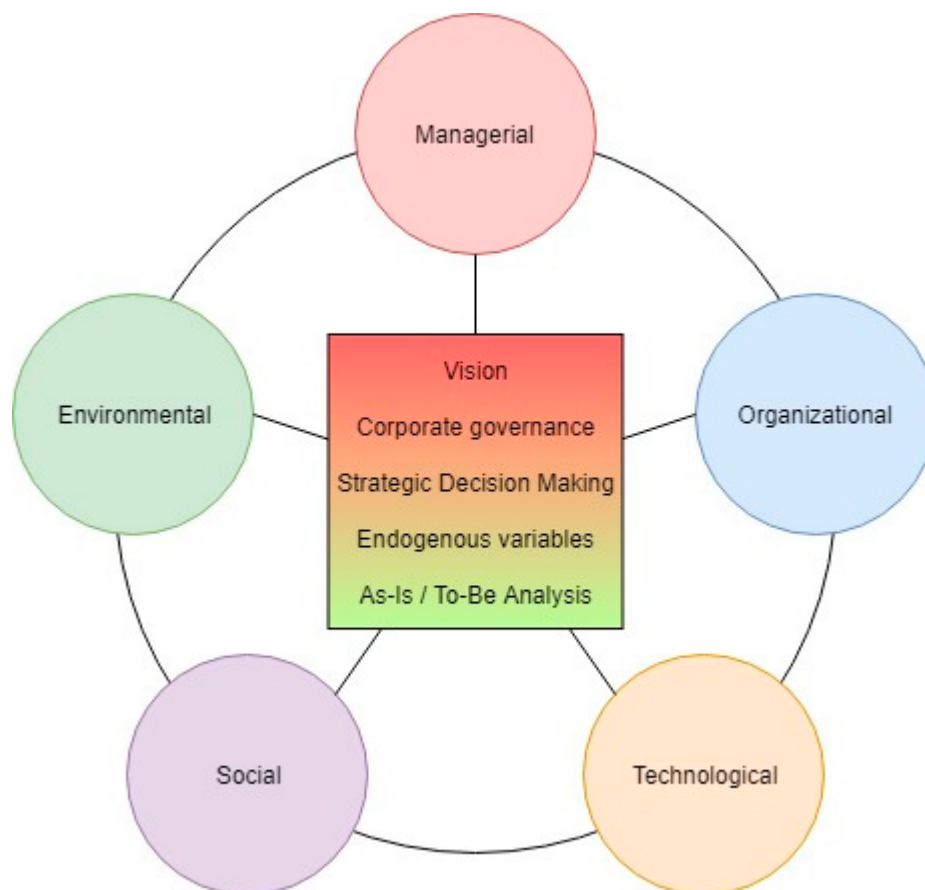 Managerial
Environmental
Organizational
Vision
Corporate governance
Strategic Decision Making
Endogenous variables
As-Is / To-Be Analysis
Social
Technological